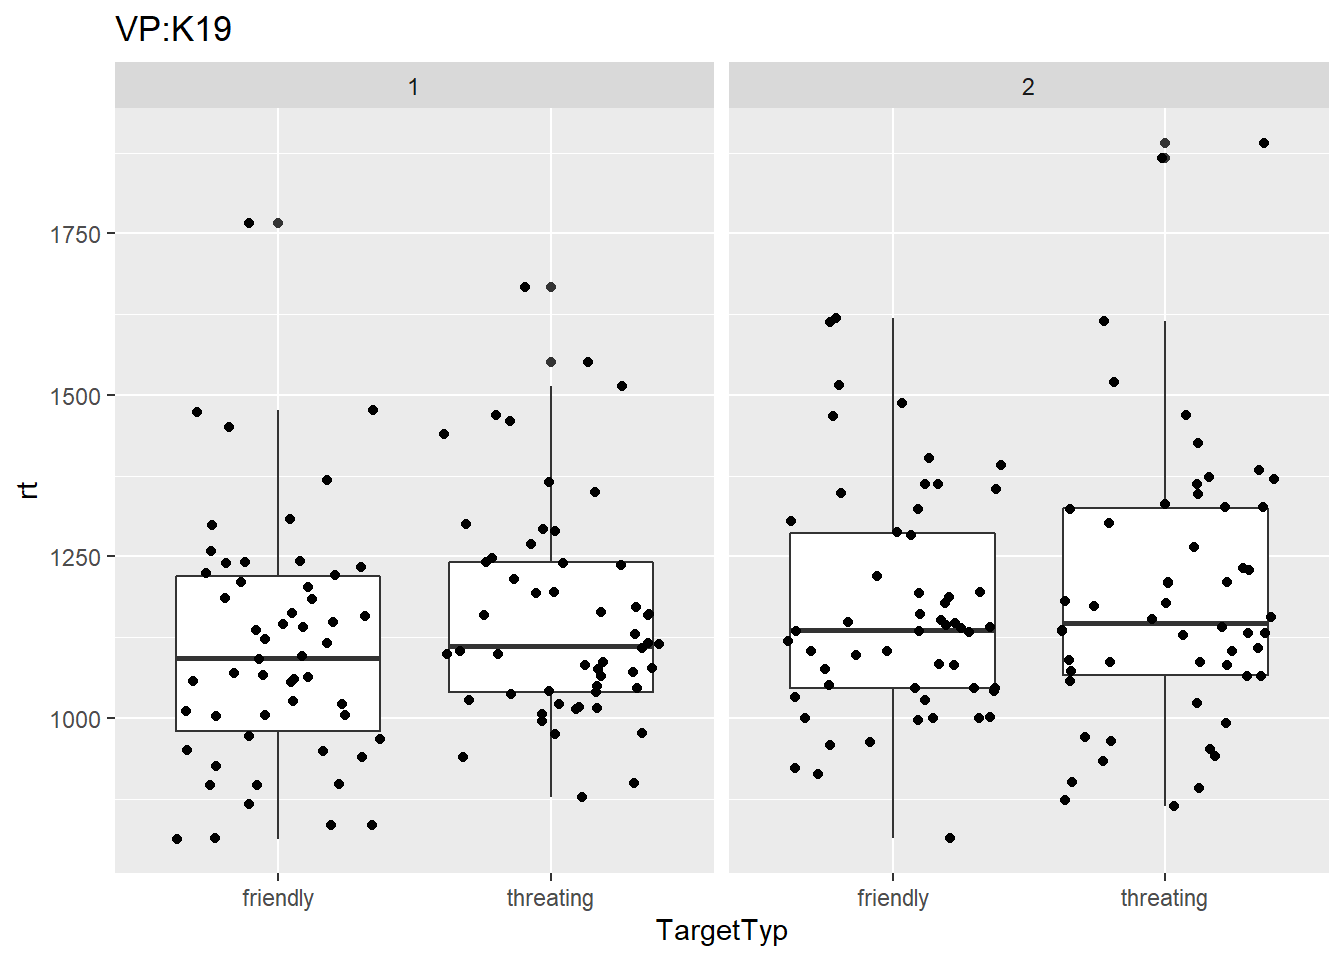 VP:K19
1 2
1750
1500
1250
1000
rt
friendly threating friendly threating
TargetTyp